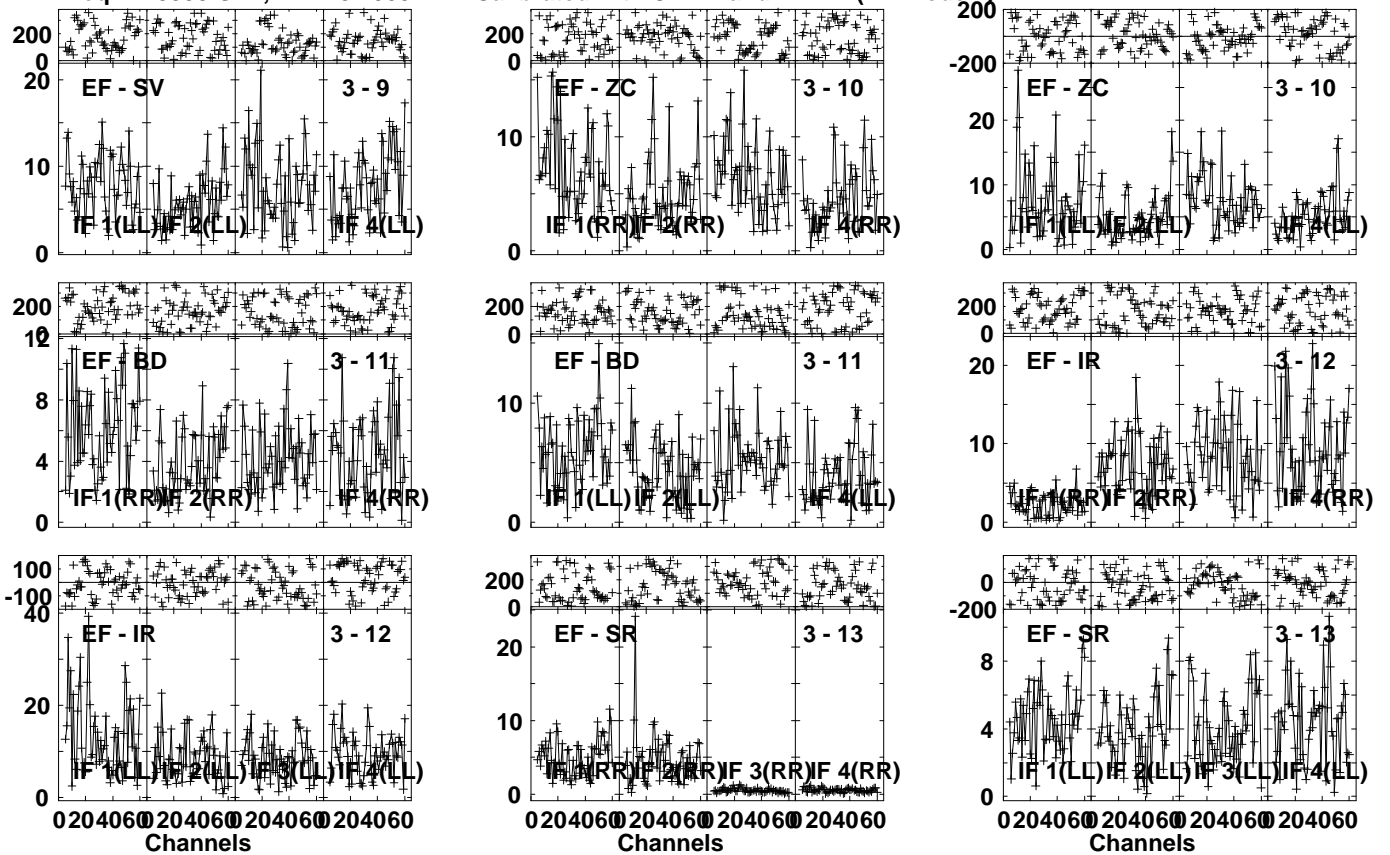 200
0
20
10
0
EF - SV
3 - 9
IF 1(LL)
IF 2(LL)
IF 4(LL)
200
0
10
0
EF - ZC
3 - 10
IF 1(RR)
IF 2(RR)
IF 4(RR)
200
-200
20
10
0
EF - ZC
3 - 10
IF 1(LL)
IF 2(LL)
IF 4(LL)
200
0
12
8
4
0
EF - BD
3 - 11
IF 1(RR)
IF 2(RR)
IF 4(RR)
200
0
10
0
EF - BD
3 - 11
IF 1(LL)
IF 2(LL)
IF 4(LL)
200
0
20
10
0
EF - IR
3 - 12
IF 1(RR)
IF 2(RR)
IF 4(RR)
100
-100
40
20
0
EF - IR
3 - 12
IF 1(LL)
IF 2(LL)
IF 3(LL)
IF 4(LL)
0 20 40 60 0 20 40 60 0 20 40 60 0 20 40 60
Channels
200
0
20
10
0
EF - SR
3 - 13
IF 1(RR)
IF 2(RR)
IF 3(RR)
IF 4(RR)
0 20 40 60 0 20 40 60 0 20 40 60 0 20 40 60
Channels
0
-200
8
4
0
EF - SR
3 - 13
IF 1(LL)
IF 2(LL)
IF 3(LL)
IF 4(LL)
0 20 40 60 0 20 40 60 0 20 40 60 0 20 40 60
Channels